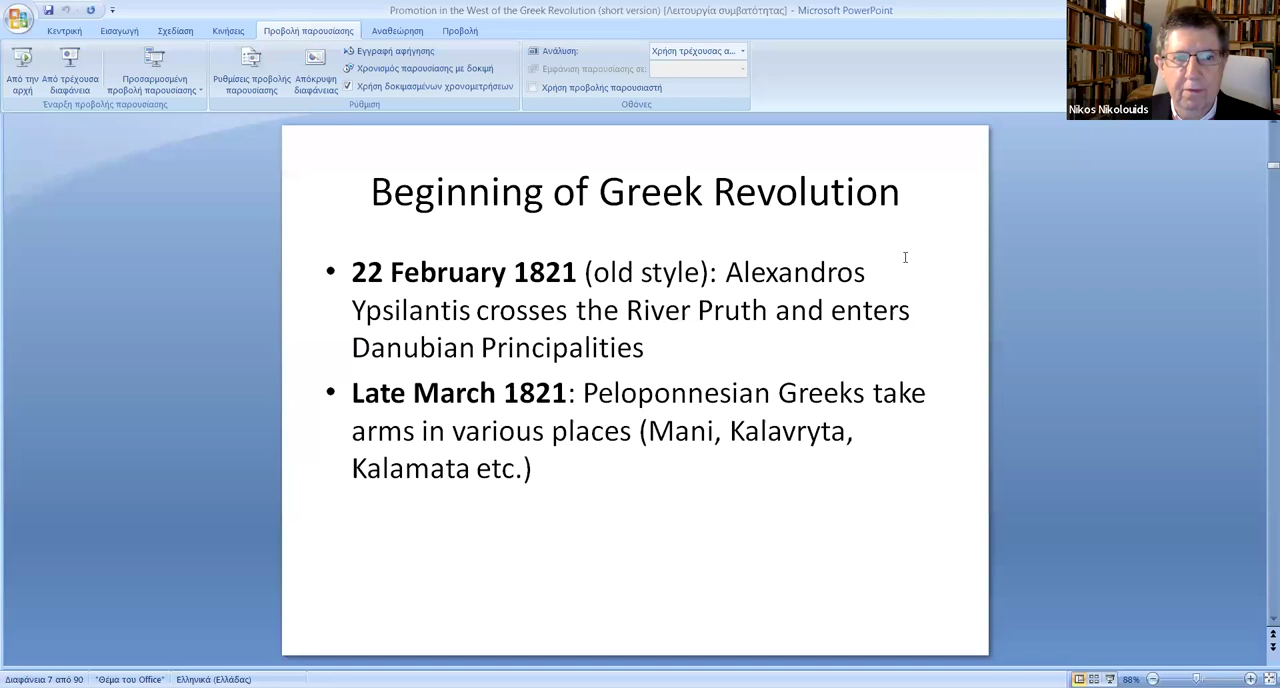 Promotion in the West of the Greek Revolution (short version) [Λειτουργία συμβατότητας] - Microsoft PowerPoint
Κεντρική Εισαγωγή Σχεδίαση Κινήσεις Προβολή παρουσίασης Αναθεώρηση Προβολή
Από την αρχή
Από τρέχουσα διαφάνεια
Προσαρμοσμένη προβολή παρουσίασης
Έναρξη προβολής παρουσίασης
Ρυθμίσεις προβολής παρουσίασης
Απόκρυψη διαφάνειας
Εγγραφή αφήγησης
Χρονισμός παρουσίασης με δοκιμή
Χρήση δοκιμασμένων χρονομετρήσεων
Ρύθμιση
Ανάλυση: Χρήση τρέχουσας α...
Εμφάνιση παρουσίασης σε:
Χρήση προβολής παρουσιαστή
Οθόνες
Nikos Nikolouids
Beginning of Greek Revolution
• 22 February 1821 (old style): Alexandros
Ypsilantis crosses the River Pruth and enters
Danubian Principalities
• Late March 1821: Peloponnesian Greeks take
arms in various places (Mani, Kalavryta,
Kalamata etc.)
Διαφάνεια 7 από 90 "Θέμα του Office" Ελληνικά (Ελλάδας) 88%